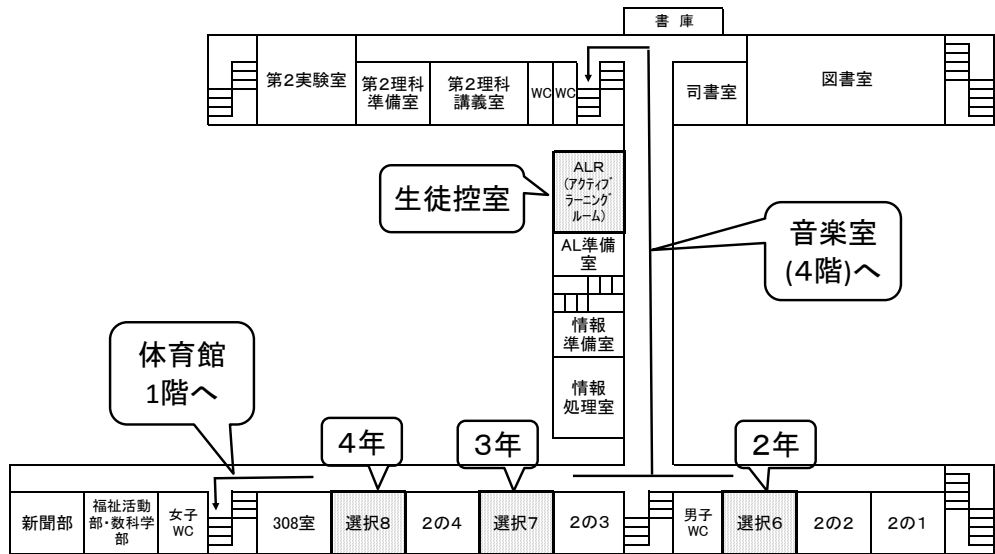 書 庫
第2実験室
第2理科
準備室
第2理科
講義室
WC
WC
司書室
図書室
ALR
(アクティブ
ラーニング
ルーム)
生徒控室
AL準備
室
音楽室
(4階)へ
情報
準備室
情報
処理室
体育館
1階へ
4年
3年
2年
新聞部
福祉活動
部・数科学
部
女子
WC
308室
選択8
2の4
選択7
2の3
男子
WC
選択6
2の2
2の1